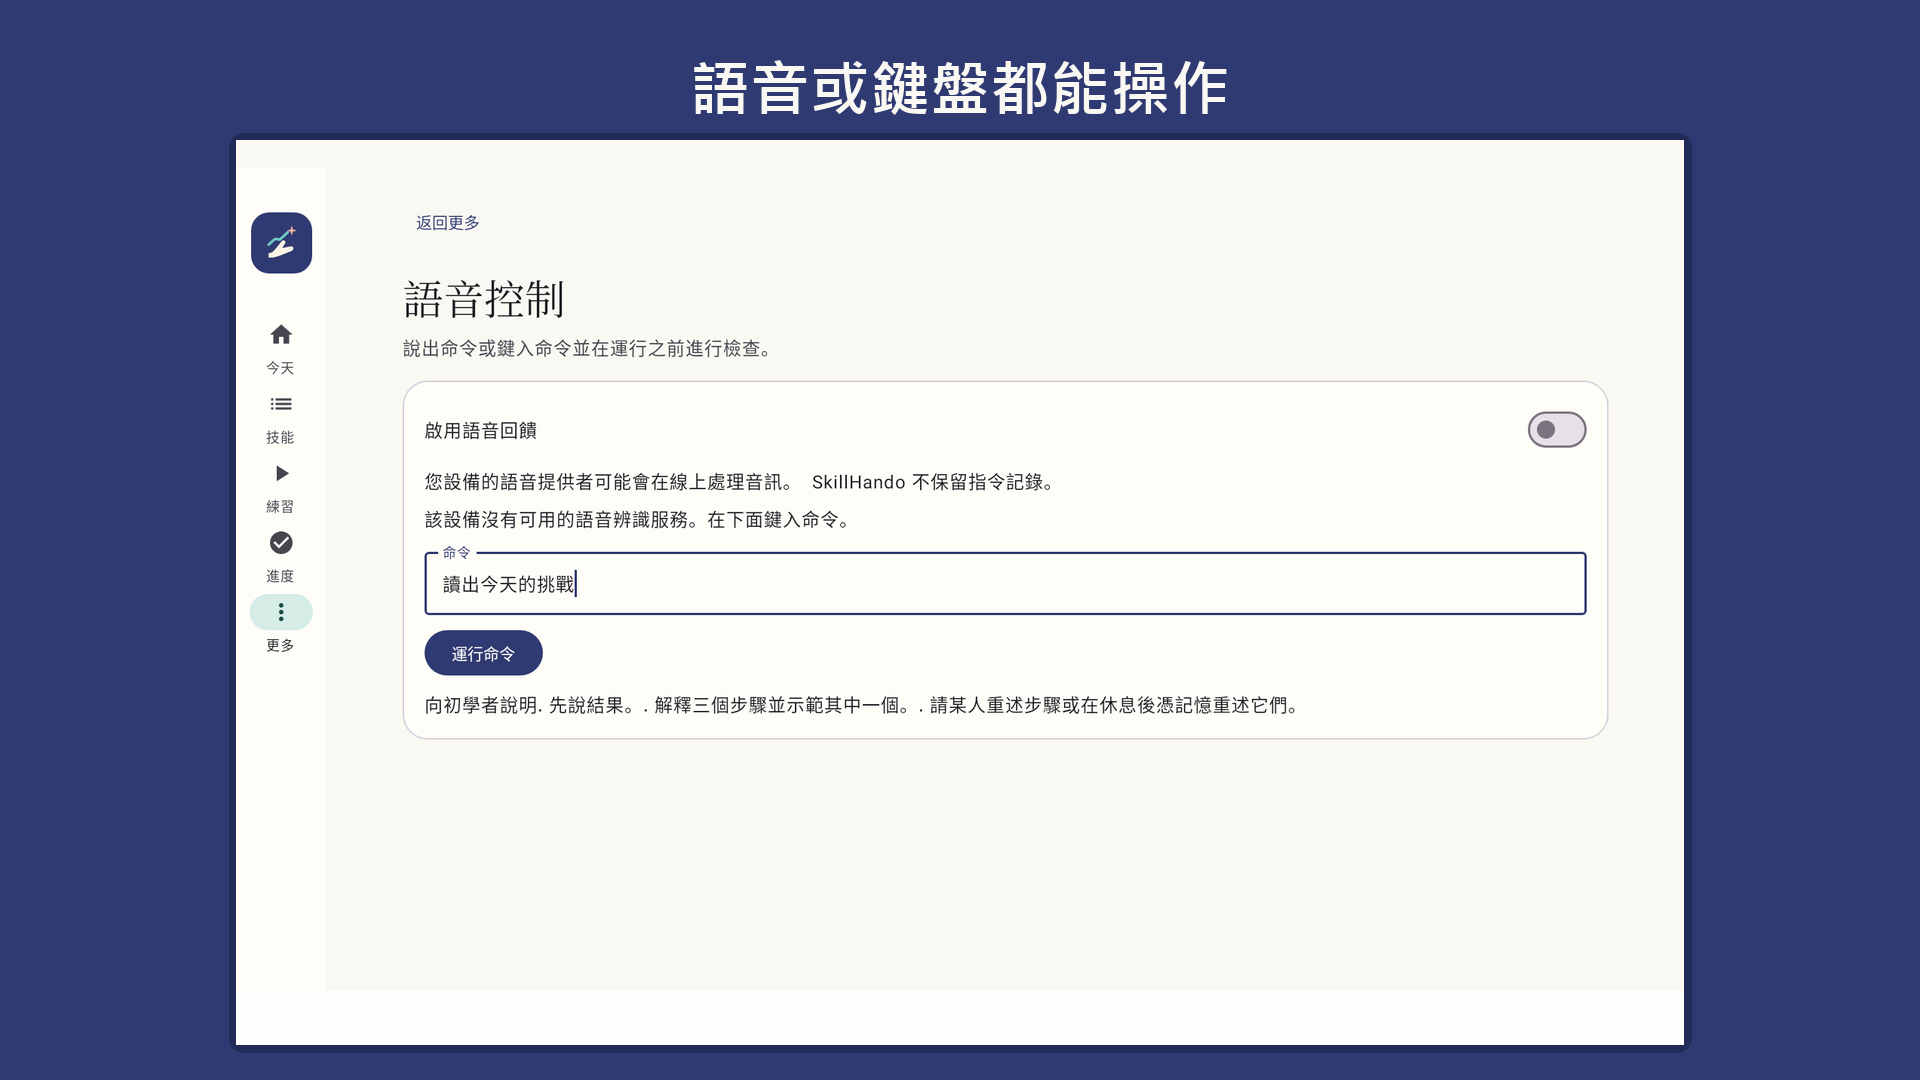 語音或鍵盤都能操作
返回更多
語音控制
說出命令或鍵入命令並在運行之前進行檢查。
今天
技能
練習
進度
更多
啟用語音回饋
您設備的語音提供者可能會在線上處理音訊。 SkillHando 不保留指令記錄。
該設備沒有可用的語音辨識服務。在下面鍵入命令。
命令
讀出今天的挑戰
運行命令
向初學者說明. 先說結果。. 解釋三個步驟並示範其中一個。. 請某人重述步驟或在休息後憑記憶重述它們。